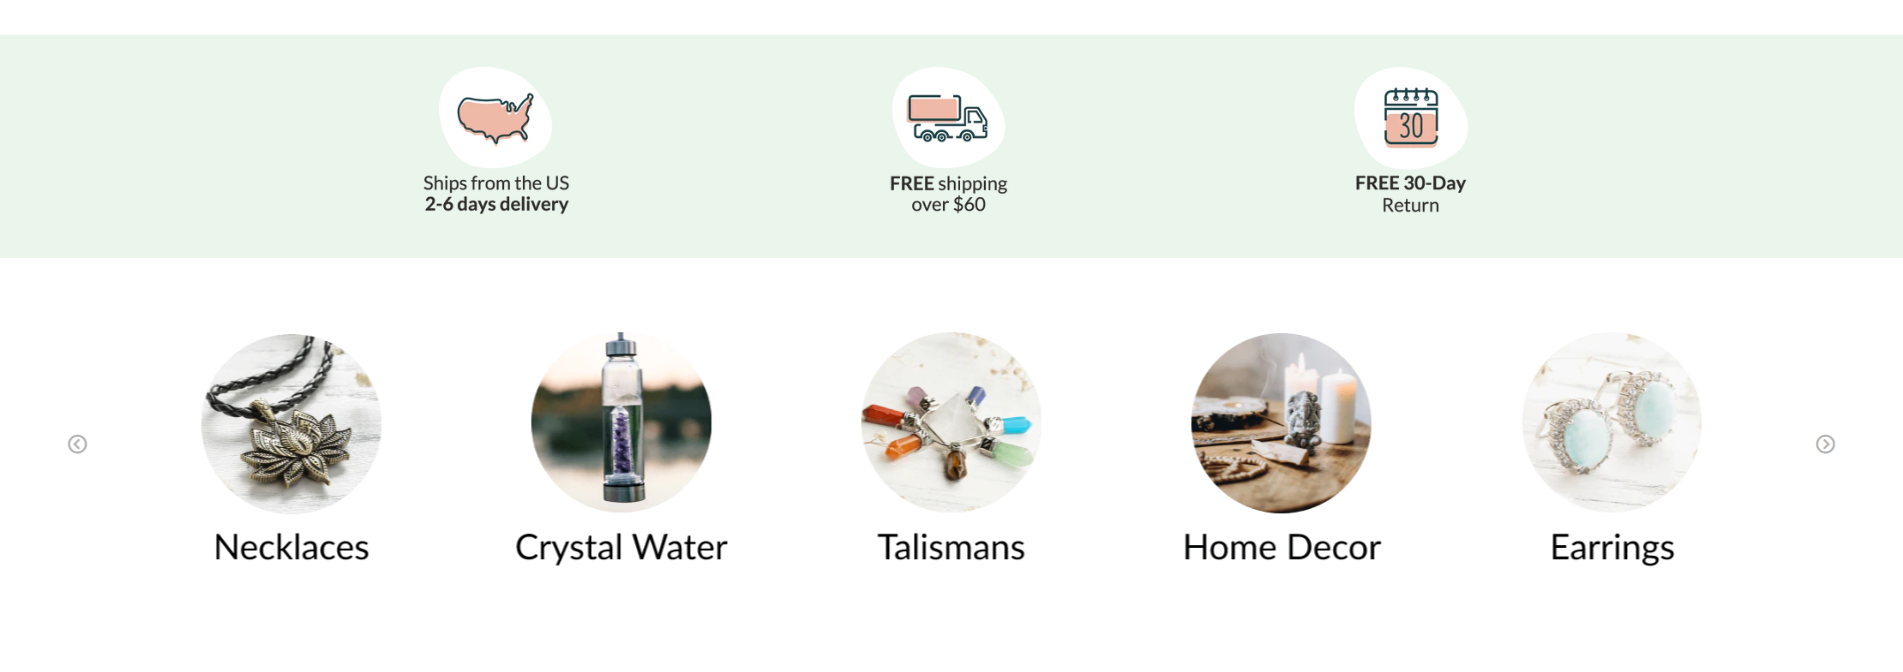 30
Ships from the US
2-6 days delivery
FREE shipping
over $60
FREE 30-Day
Return
Necklaces
Crystal Water
Talismans
Home Decor
Earrings